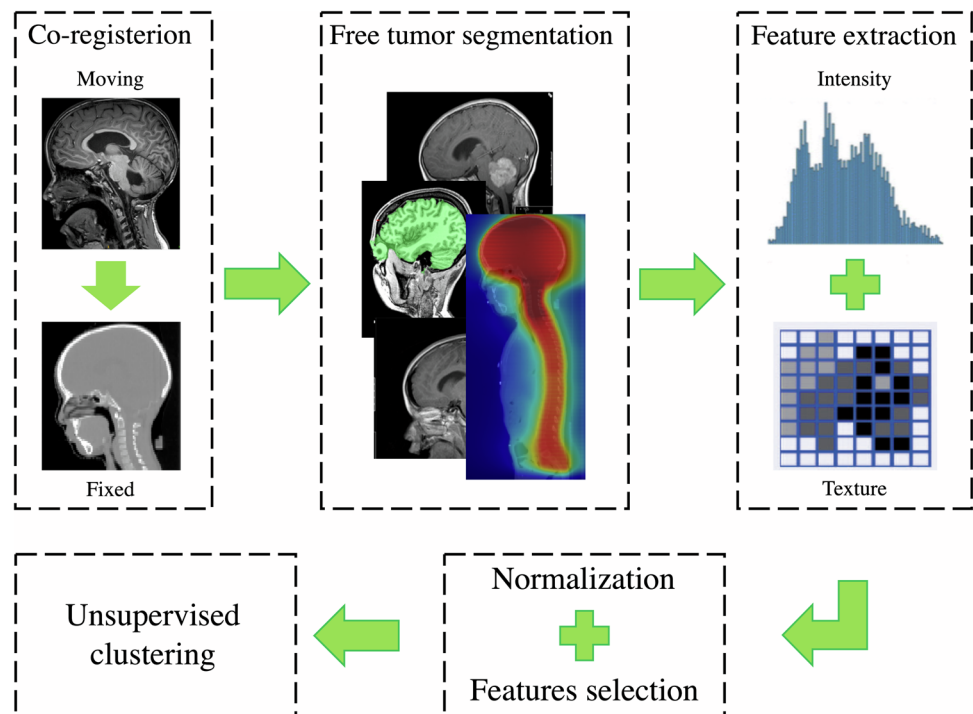 Co-registerion
Moving
Fixed
Free tumor segmentation
Feature extraction
Intensity
Texture
Normalization
Features selection
Unsupervised
clustering